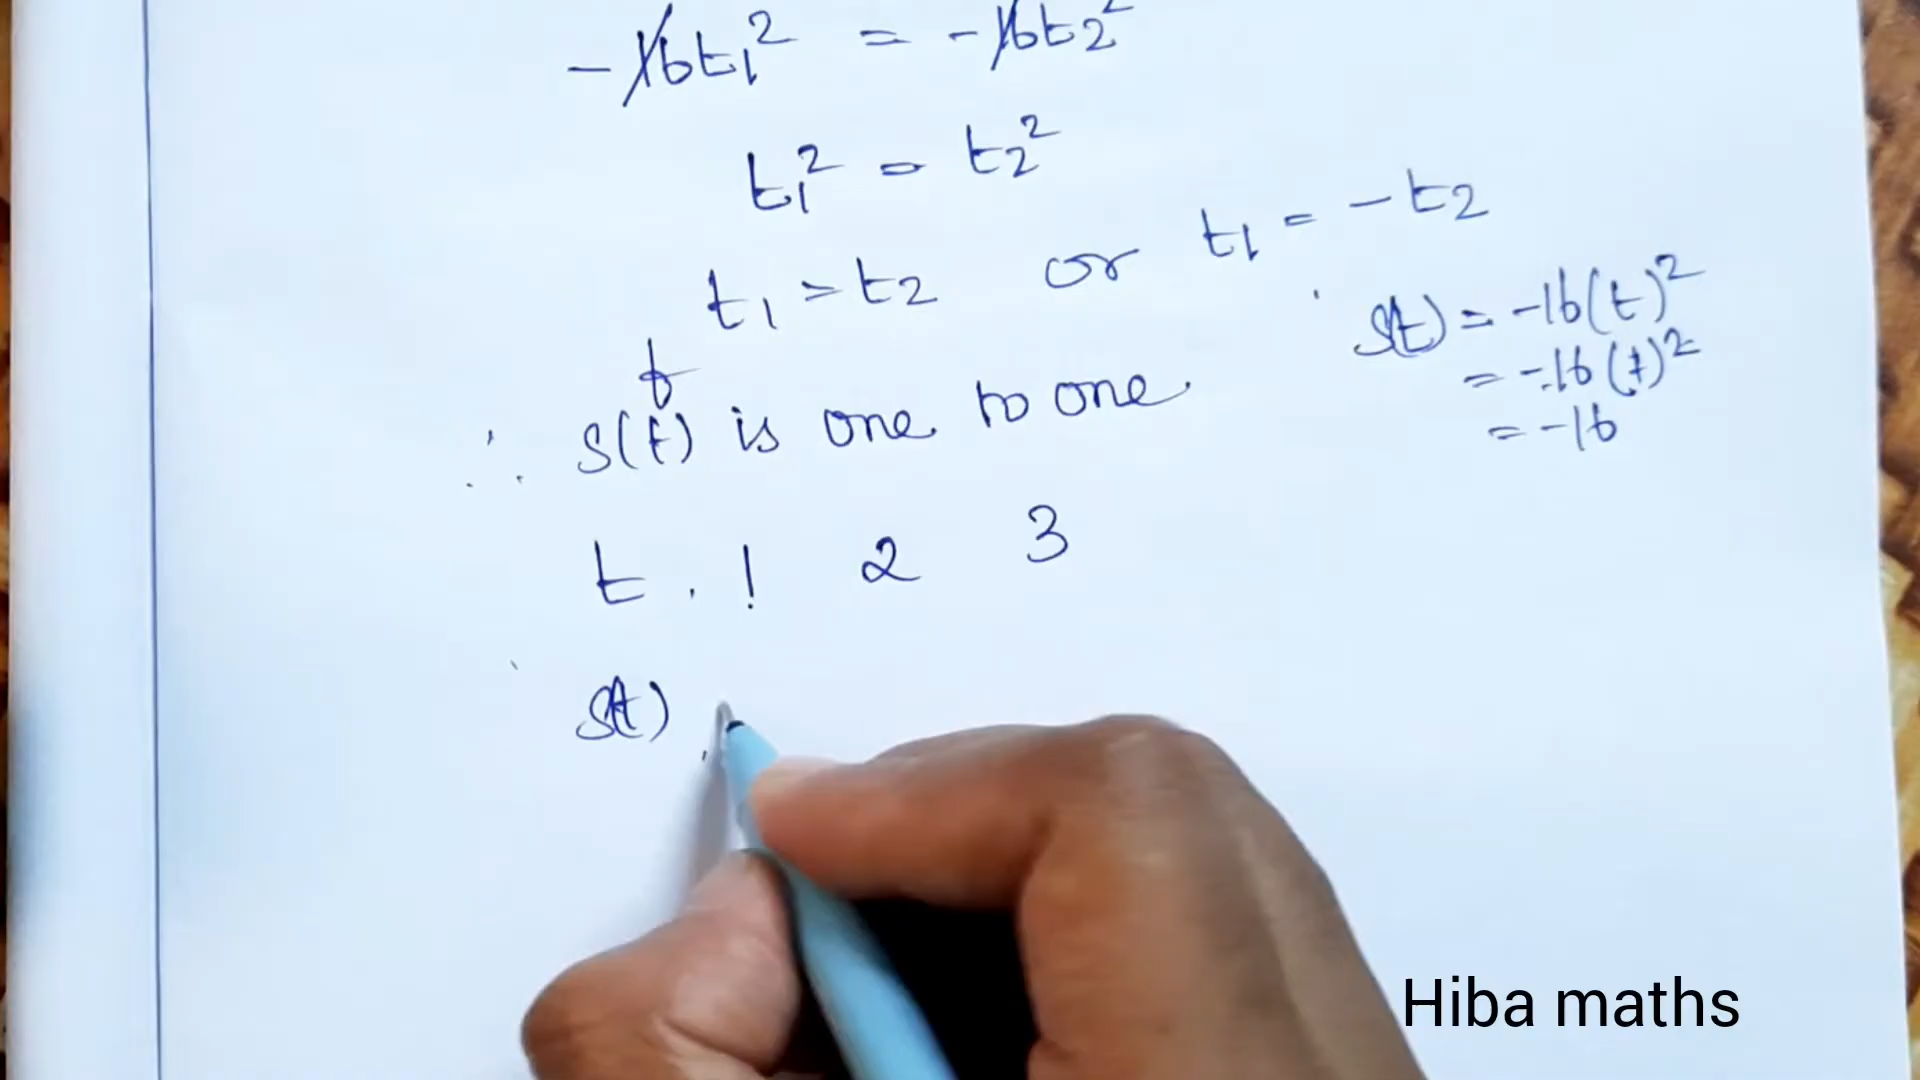 -16t₁² = -16t₂²
t₁² = t₂²
t₁ = t₂ or t₁ = -t₂
S(t) = -16(t)²
= -16(1)²
= -16
∴ S(t) is one to one
t 1 2 3
S(t)
Hiba maths